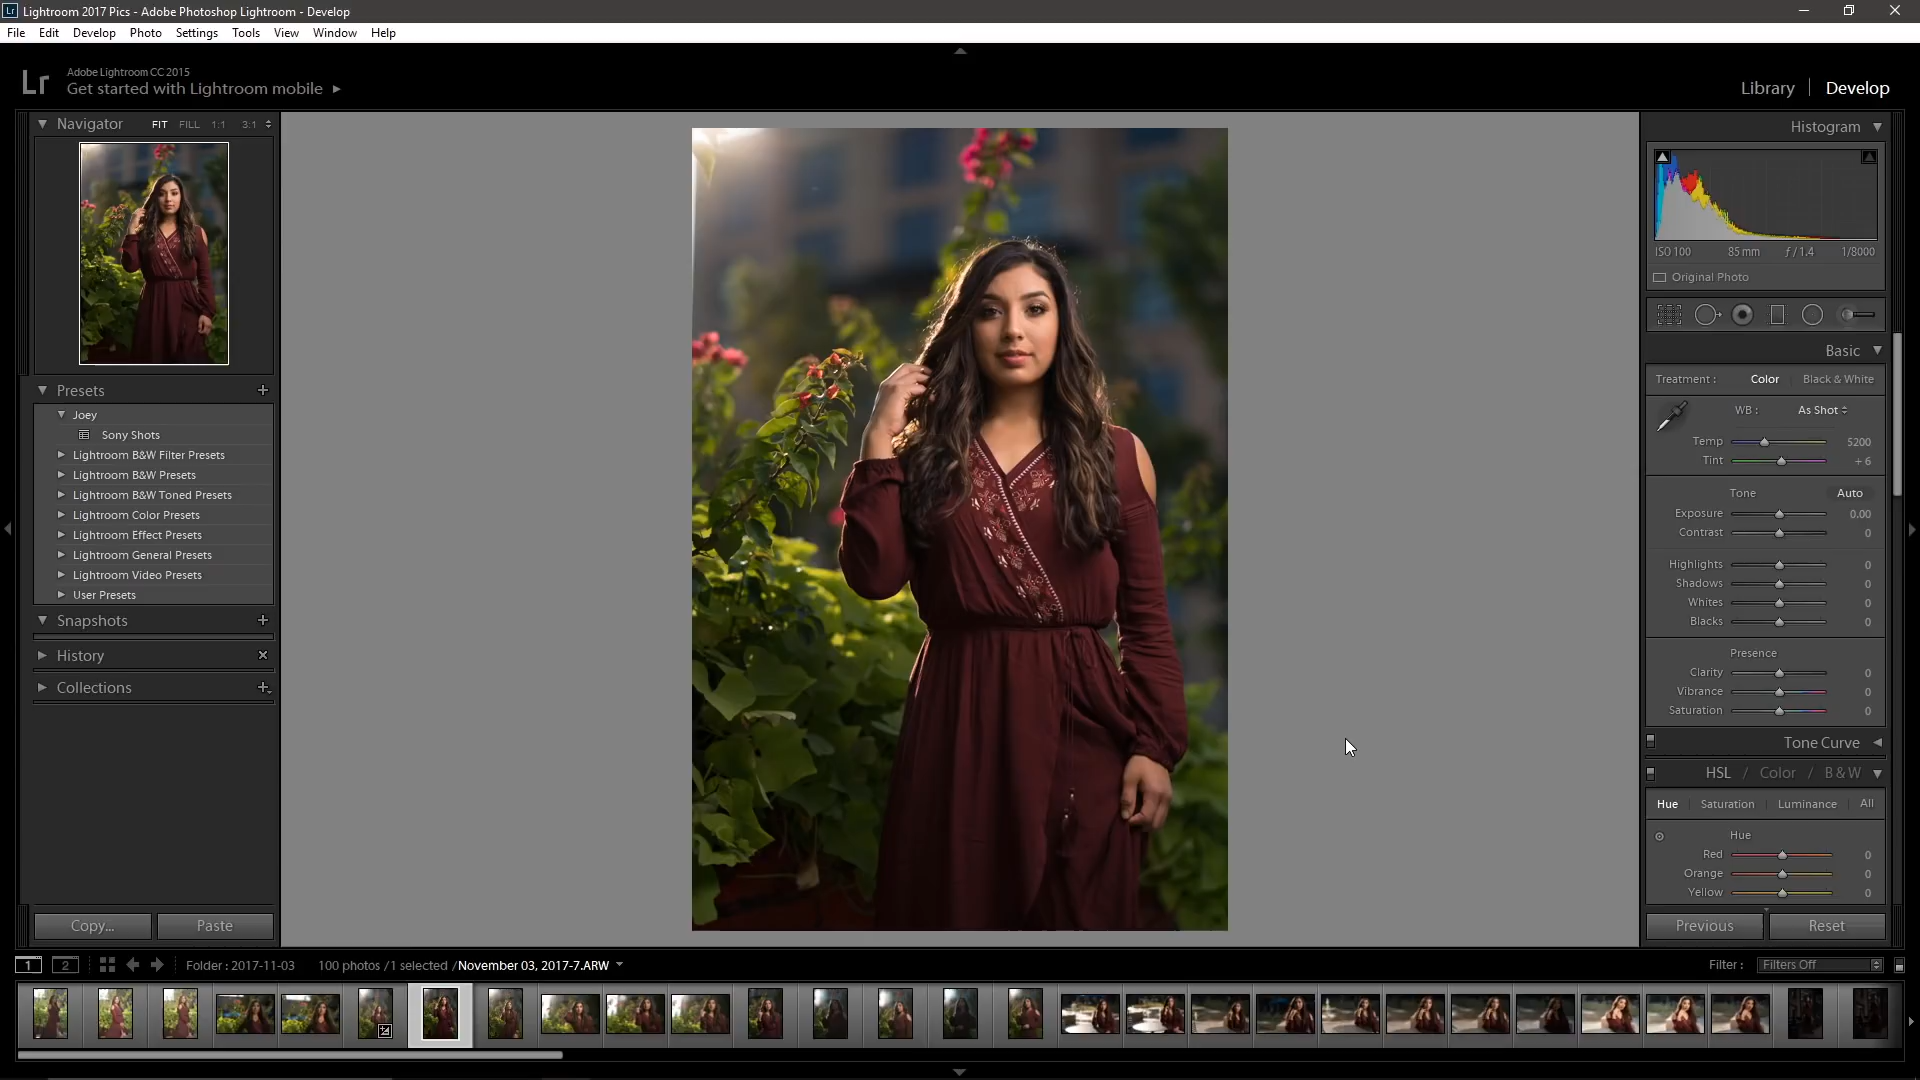 Lr Lightroom 2017 Pics - Adobe Photoshop Lightroom - Develop
File Edit Develop Photo Settings Tools View Window Help
Lr Adobe Lightroom CC 2015
Get started with Lightroom mobile
Library | Develop
Navigator FIT FILL 1:1 3:1
Presets
Joey
Sony Shots
Lightroom B&W Filter Presets
Lightroom B&W Presets
Lightroom B&W Toned Presets
Lightroom Color Presets
Lightroom Effect Presets
Lightroom General Presets
Lightroom Video Presets
User Presets
Snapshots
History
Collections
Copy... Paste
Histogram
ISO 100 85 mm ƒ / 1.4 1/8000
Original Photo
Basic
Treatment : Color Black & White
WB : As Shot
Temp 5200
Tint + 6
Tone Auto
Exposure 0.00
Contrast 0
Highlights 0
Shadows 0
Whites 0
Blacks 0
Presence
Clarity 0
Vibrance 0
Saturation 0
Tone Curve
HSL / Color / B & W
Hue Saturation Luminance All
Hue
Red 0
Orange 0
Yellow 0
Previous Reset
1 2 Folder : 2017-11-03 100 photos / 1 selected / November 03, 2017-7.ARW Filter : Filters Off